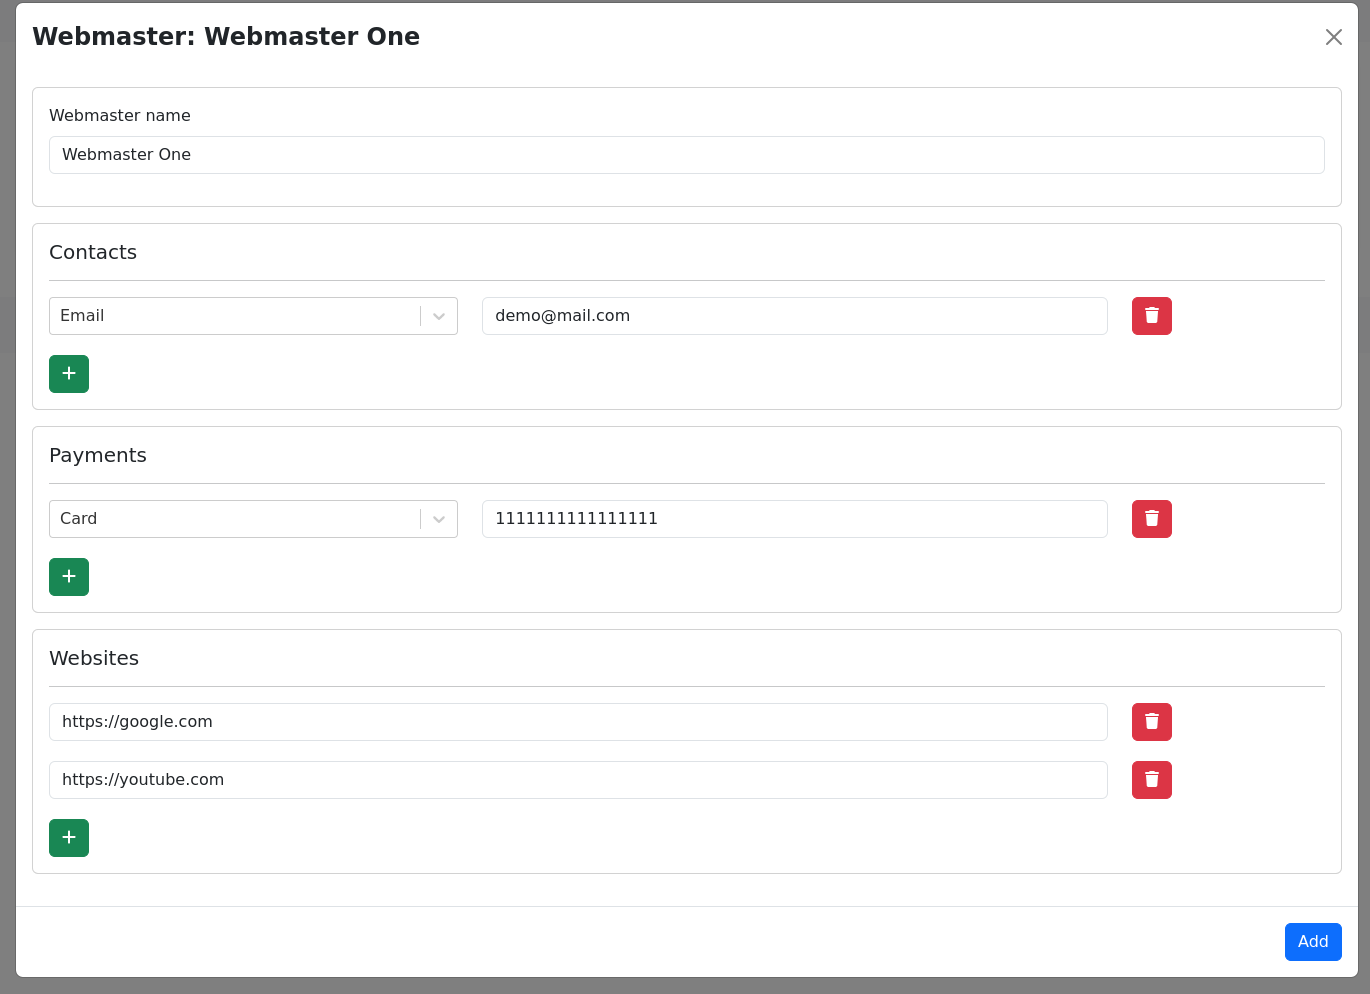 Webmaster: Webmaster One
Webmaster name
Webmaster One
Contacts
Email
demo@mail.com
Payments
Card
1111111111111111
Websites
https://google.com
https://youtube.com
Add